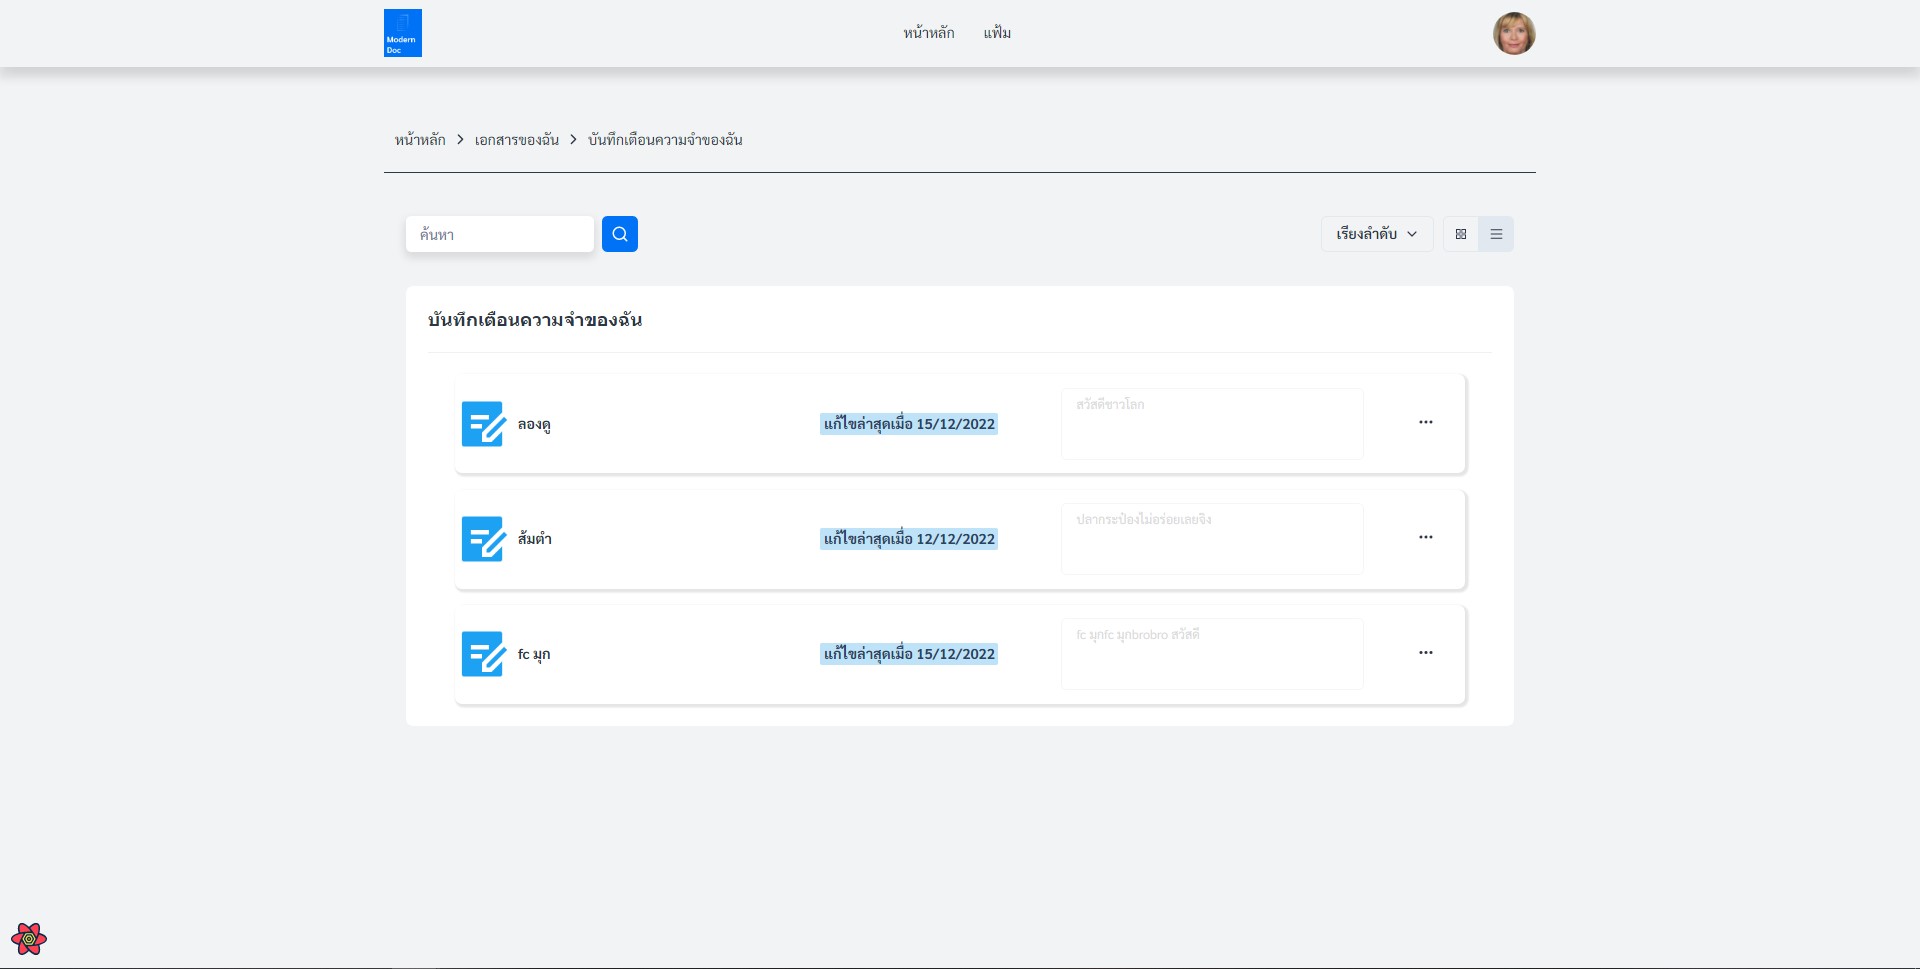 Modern
Doc
หน้าหลัก แฟ้ม
หน้าหลัก > เอกสารของฉัน > บันทึกเตือนความจำของฉัน
ค้นหา
เรียงลำดับ
บันทึกเตือนความจำของฉัน
ลองดู
แก้ไขล่าสุดเมื่อ 15/12/2022
สวัสดีชาวโลก
ส้มตำ
แก้ไขล่าสุดเมื่อ 12/12/2022
ปลากระป๋องไม่อร่อยเลยจิง
fc มุก
แก้ไขล่าสุดเมื่อ 15/12/2022
fc มุกfc มุกbrobro สวัสดี